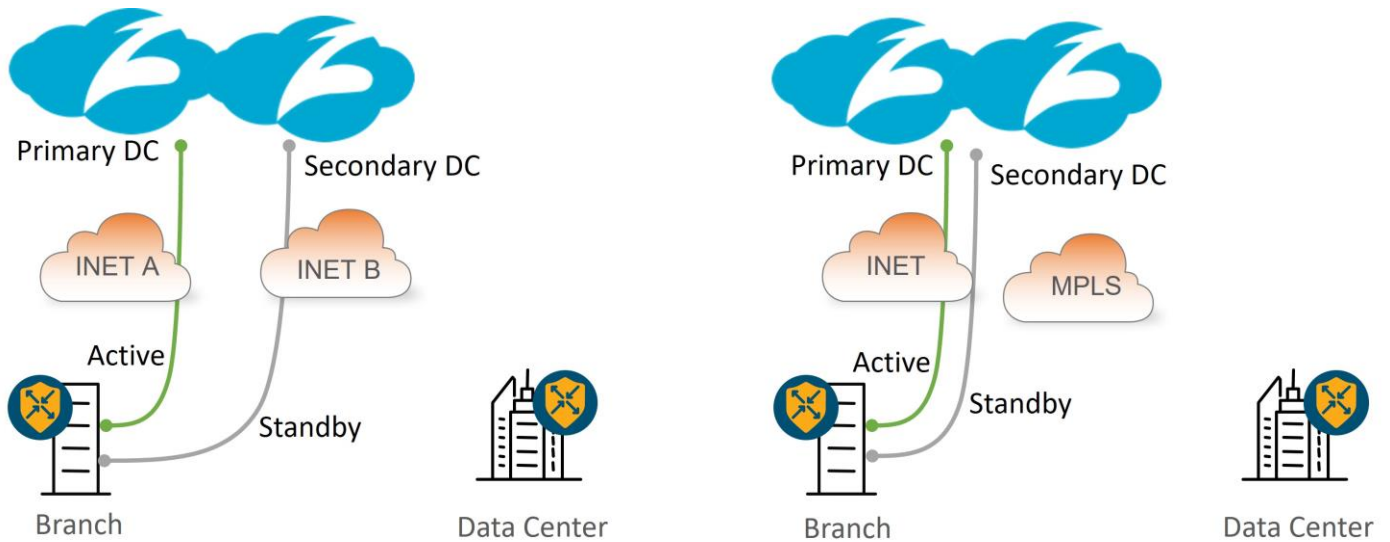 Primary DC
Secondary DC
INET A
INET B
Active
Standby
Branch
Data Center
Primary DC
Secondary DC
INET
MPLS
Active
Standby
Branch
Data Center